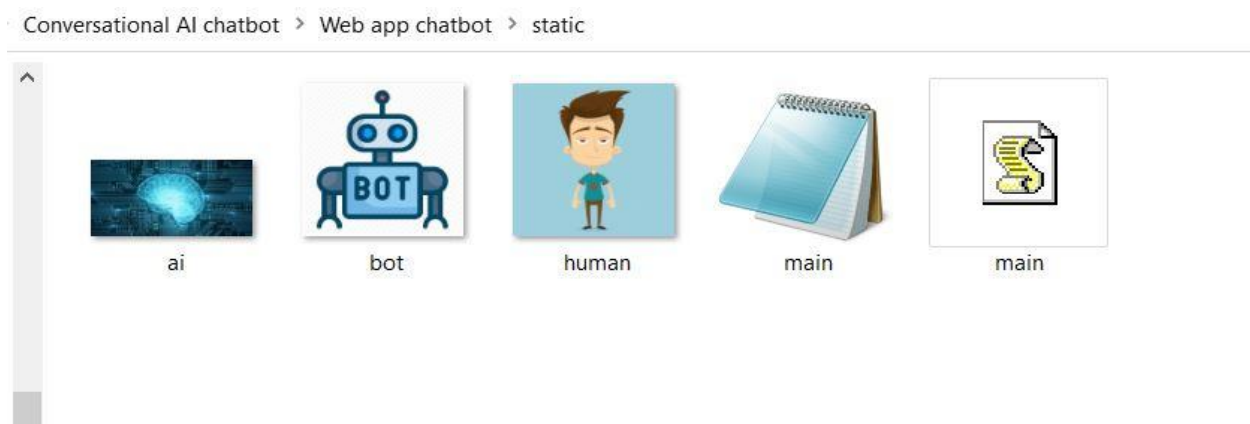 Conversational AI chatbot > Web app chatbot > static
BOT
ai
bot
human
main
main